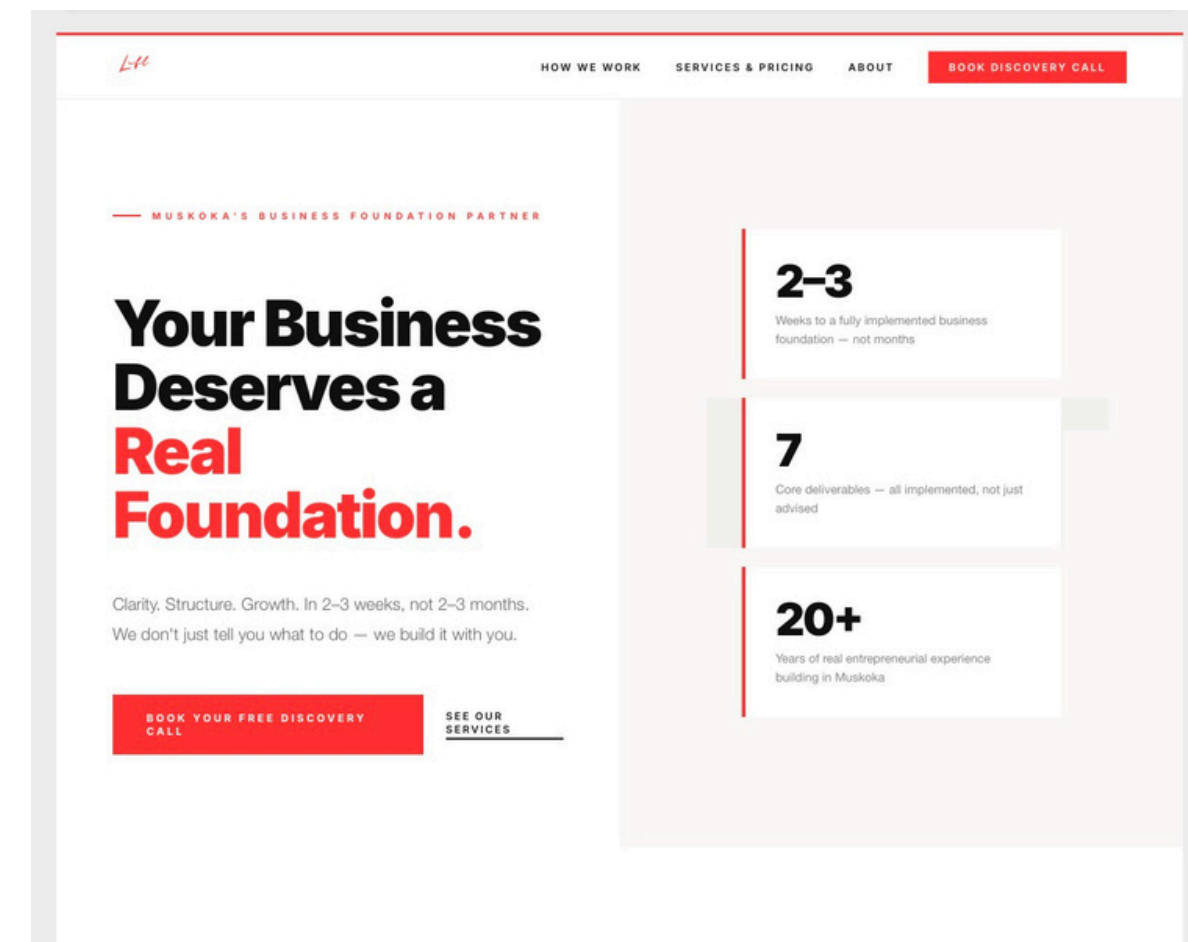 HOW WE WORK
SERVICES & PRICING
ABOUT
BOOK DISCOVERY CALL
MUSKOKA'S BUSINESS FOUNDATION PARTNER
Your Business
Deserves a
Real
Foundation.
Clarity. Structure. Growth. In 2–3 weeks, not 2–3 months.
We don't just tell you what to do — we build it with you.
BOOK YOUR FREE DISCOVERY
CALL
SEE OUR
SERVICES
2–3
Weeks to a fully implemented business
foundation — not months
7
Core deliverables — all implemented, not just
advised
20+
Years of real entrepreneurial experience
building in Muskoka